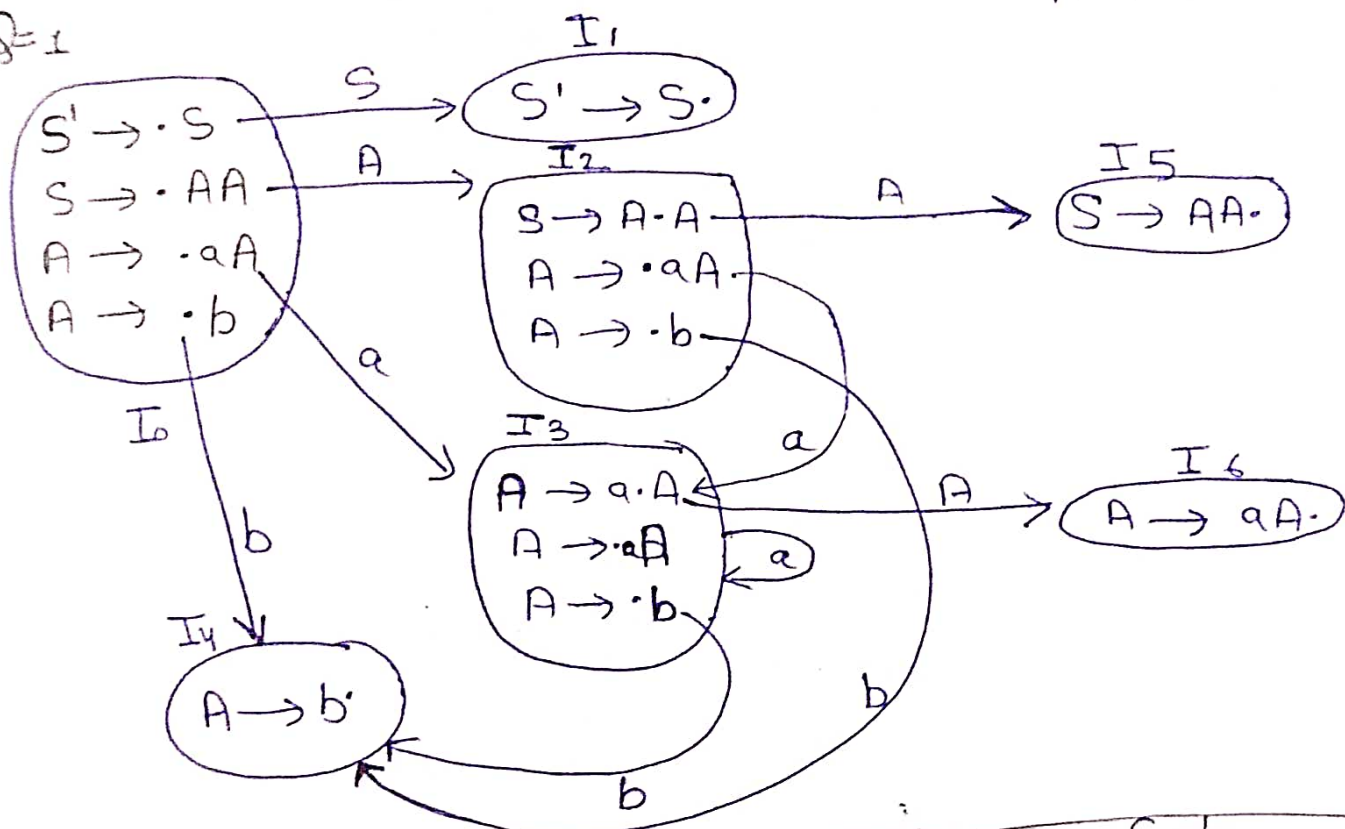 I1
S
S' → ·S
S' → S·
A
I2
I5
S → ·AA
S → A·A
A
S → AA·
A → ·aA
A → ·aA
A → ·b
A → ·b
a
I0
I3
a
I6
A → a·A
A
A → aA·
b
A → ·aA
a
A → ·b
I4
A → b·
b
b